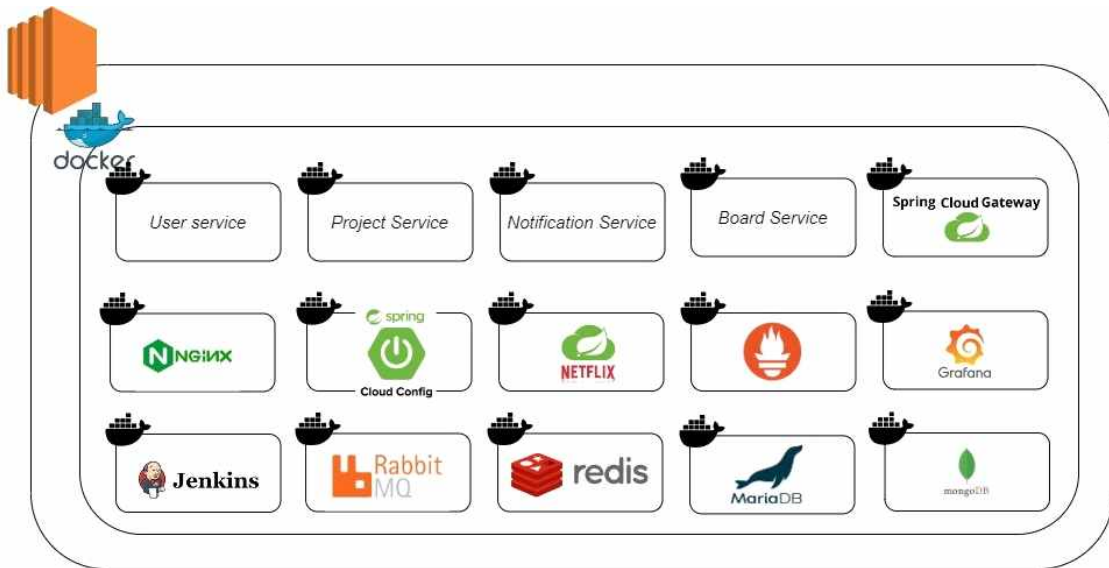 docker
User service
Project Service
Notification Service
Board Service
Spring Cloud Gateway
NGINX
spring
Cloud Config
NETFLIX
Grafana
Jenkins
Rabbit
MQ
redis
MariaDB
mongoDB